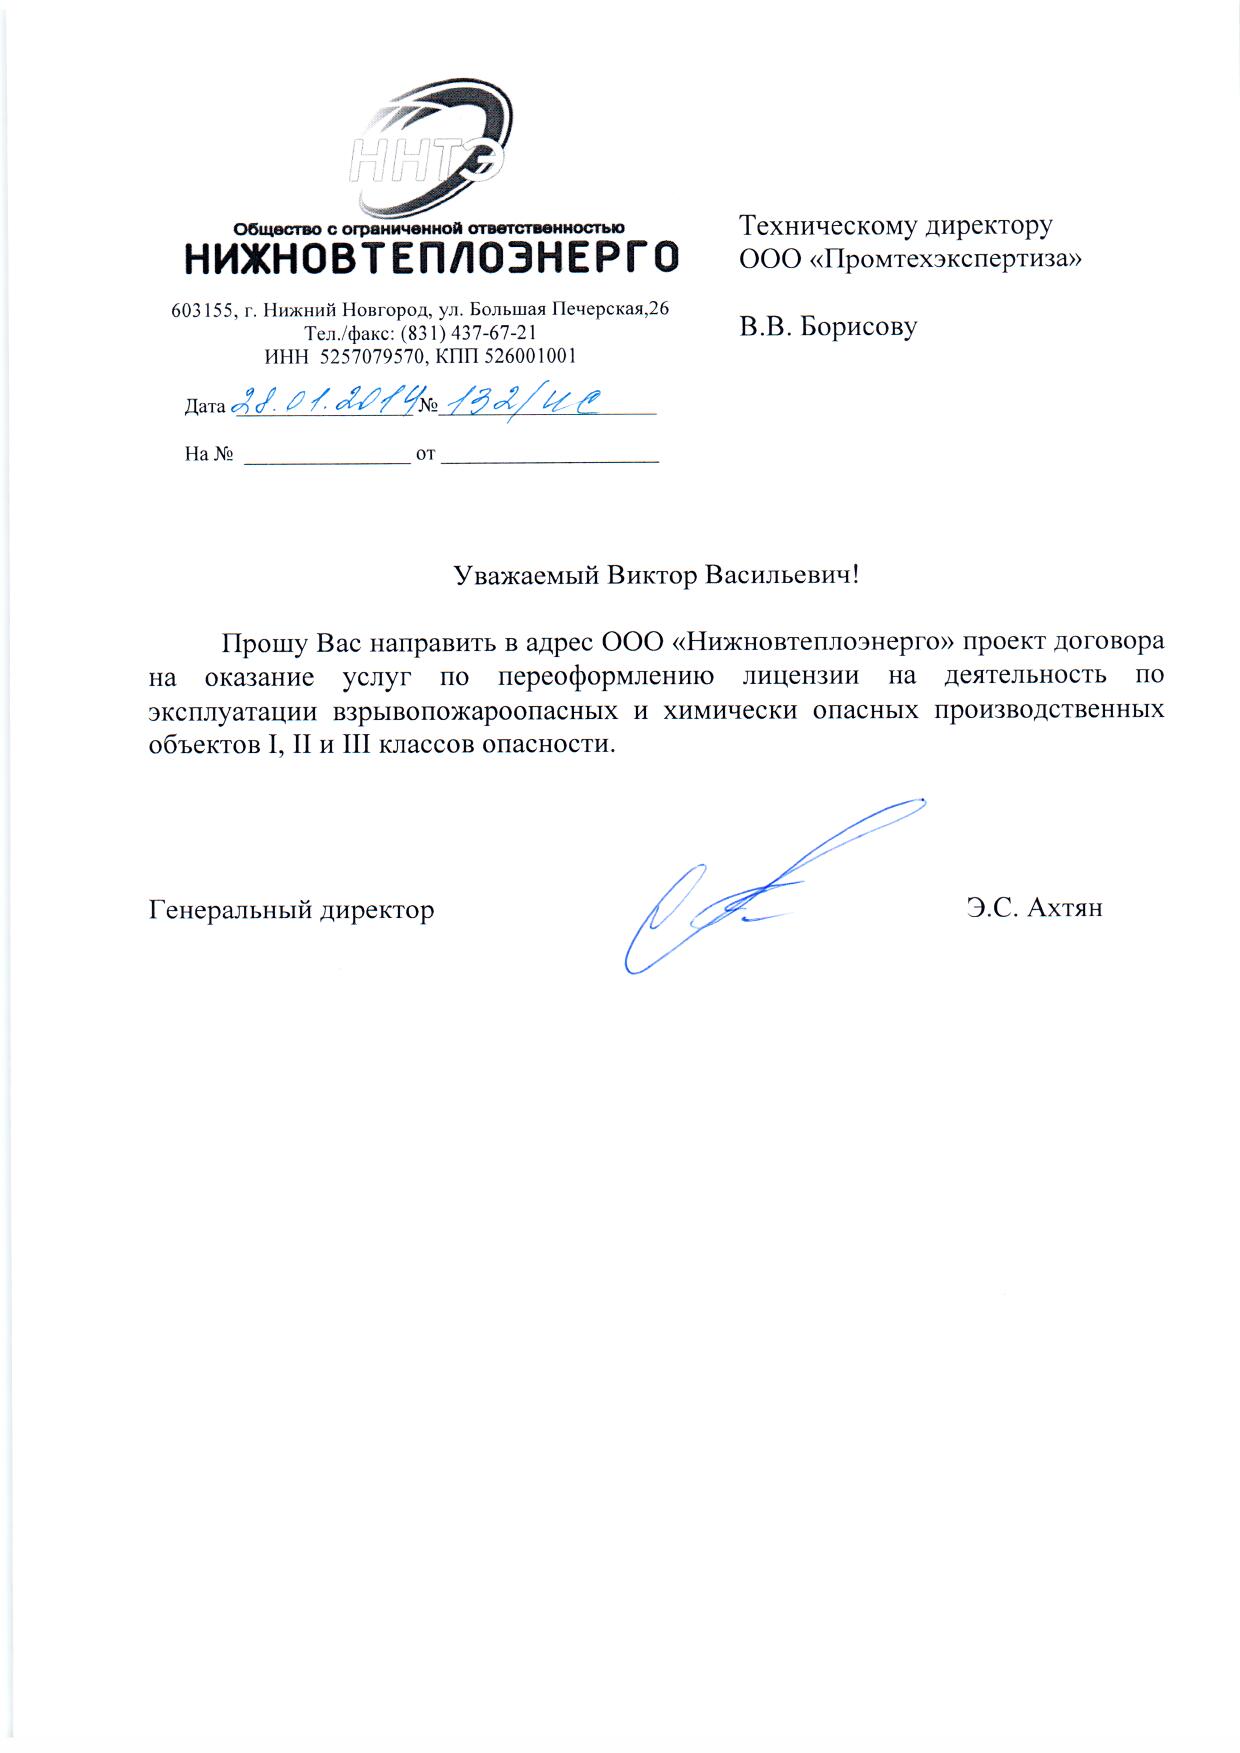 ННТЭ
Общество с ограниченной ответственностью
НИЖНОВТЕПЛОЭНЕРГО
603155, г. Нижний Новгород, ул. Большая Печерская,26
Тел./факс: (831) 437-67-21
ИНН 5257079570, КПП 526001001
Дата 28.01.2014 № 132/ис
На № ________________ от _____________________
Техническому директору
ООО «Промтехэкспертиза»
В.В. Борисову
Уважаемый Виктор Васильевич!
Прошу Вас направить в адрес ООО «Нижновтеплоэнерго» проект договора
на оказание услуг по переоформлению лицензии на деятельность по
эксплуатации взрывопожароопасных и химически опасных производственных
объектов I, II и III классов опасности.
Генеральный директор Э.С. Ахтян